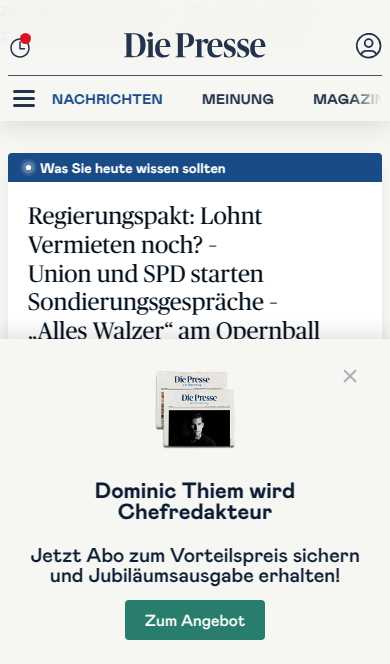 Die Presse
NACHRICHTEN MEINUNG MAGAZIN
Was Sie heute wissen sollten
Regierungspakt: Lohnt
Vermieten noch? –
Union und SPD starten
Sondierungsgespräche –
„Alles Walzer“ am Opernball
Die Presse
Die Presse
Dominic Thiem wird
Chefredakteur
Jetzt Abo zum Vorteilspreis sichern
und Jubiläumsausgabe erhalten!
Zum Angebot